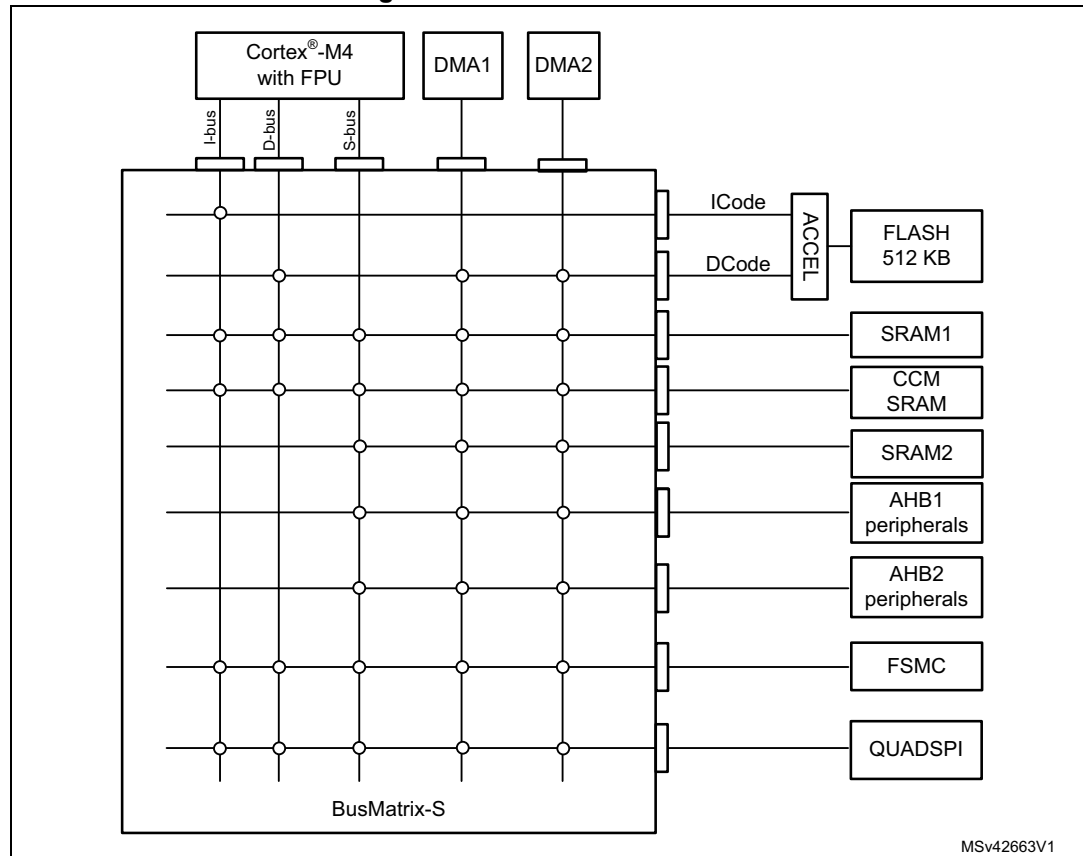 Cortex®-M4
with FPU
DMA1
DMA2
I-bus
D-bus
S-bus
ICode
ACCEL
FLASH
512 KB
DCode
SRAM1
CCM
SRAM
SRAM2
AHB1
peripherals
AHB2
peripherals
FSMC
QUADSPI
BusMatrix-S
MSv42663V1